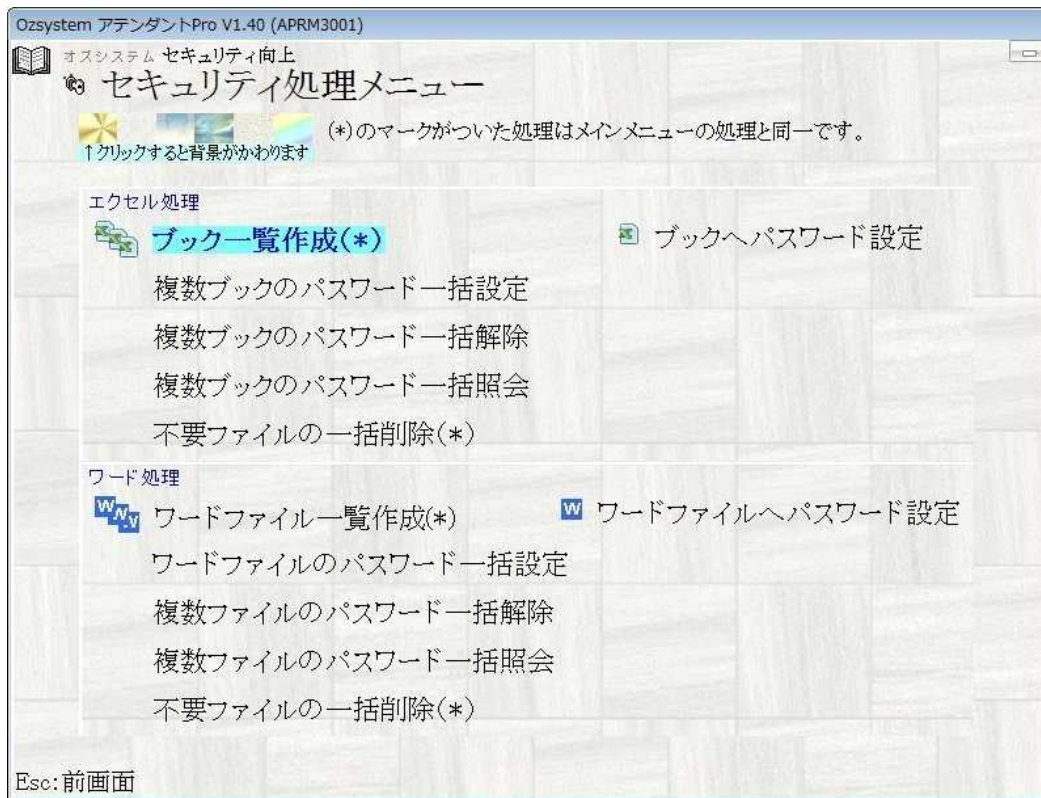 Ozsystem アテンダントPro V1.40 (APRM3001)
オズシステム セキュリティ向上
セキュリティ処理メニュー
(*)のマークがついた処理はメインメニューの処理と同一です。
↑クリックすると背景がかわります
エクセル処理
ブック一覧作成(*) ブックへパスワード設定
複数ブックのパスワード一括設定
複数ブックのパスワード一括解除
複数ブックのパスワード一括照会
不要ファイルの一括削除(*)
ワード処理
ワードファイル一覧作成(*) ワードファイルへパスワード設定
ワードファイルのパスワード一括設定
複数ファイルのパスワード一括解除
複数ファイルのパスワード一括照会
不要ファイルの一括削除(*)
Esc:前画面